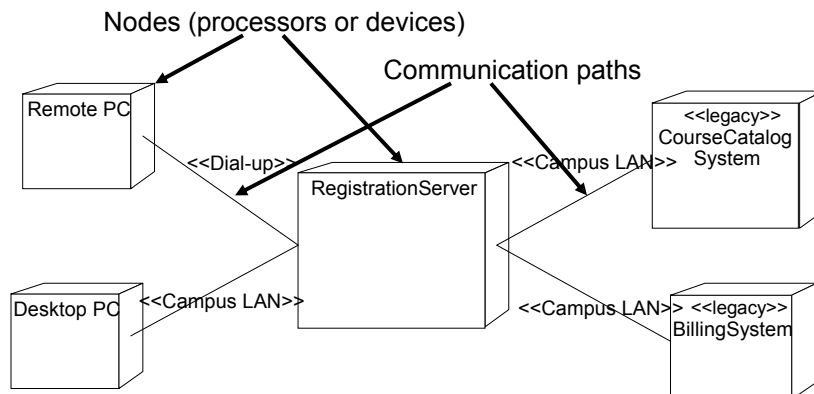 Nodes (processors or devices)
Communication paths
Remote PC
<<legacy>>
CourseCatalog
System
<<Dial-up>>
<<Campus LAN>>
RegistrationServer
Desktop PC
<<Campus LAN>>
<<Campus LAN>>
<<legacy>>
BillingSystem